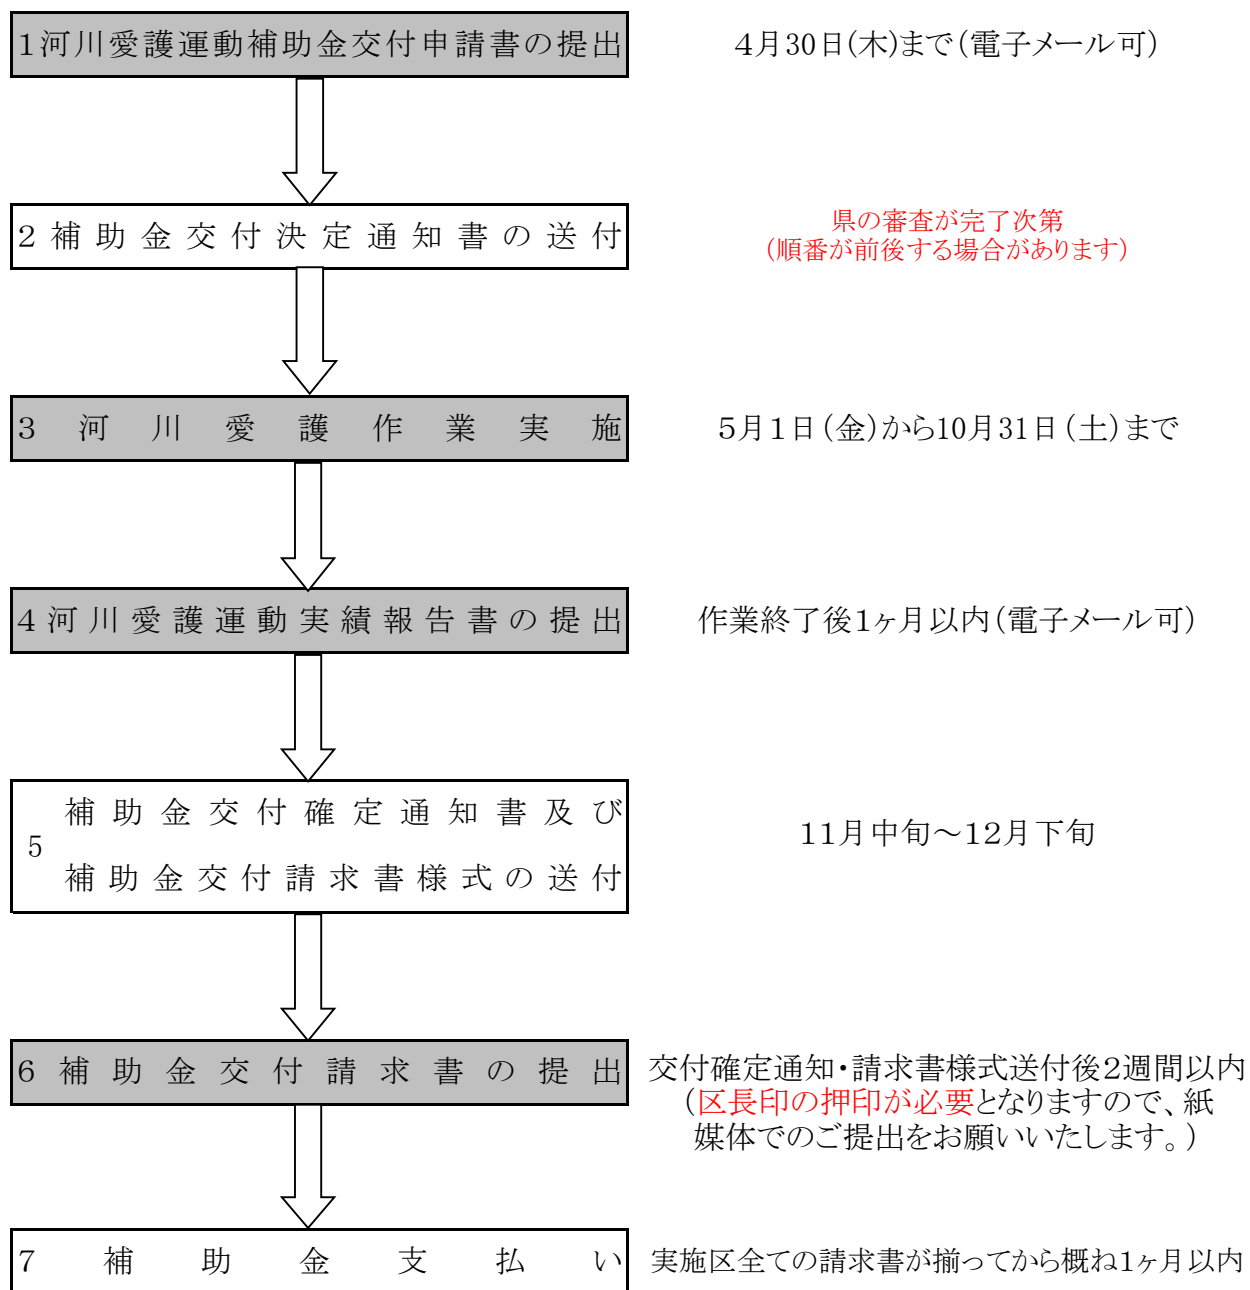 1河川愛護運動補助金交付申請書の提出
4月30日(木)まで(電子メール可)
2補助金交付決定通知書の送付
県の審査が完了次第
(順番が前後する場合があります)
3河川愛護作業実施
5月1日(金)から10月31日(土)まで
4河川愛護運動実績報告書の提出
作業終了後1ヶ月以内(電子メール可)
5
補助金交付確定通知書及び
補助金交付請求書様式の送付
11月中旬～12月下旬
6補助金交付請求書の提出
交付確定通知・請求書様式送付後2週間以内
(区長印の押印が必要となりますので、紙
媒体でのご提出をお願いいたします。)
7補助金支払い
実施区全ての請求書が揃ってから概ね1ヶ月以内